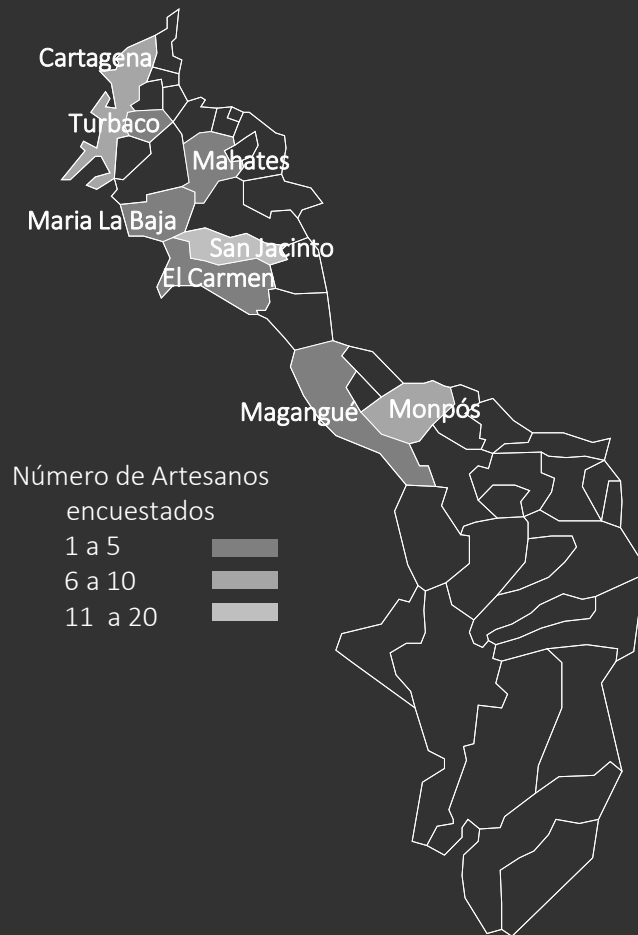 Cartagena
Turbaco
Mahates
Maria La Baja
San Jacinto
El Carmen
Magangué
Monpós
Número de Artesanos
encuestados
1 a 5
6 a 10
11 a 20